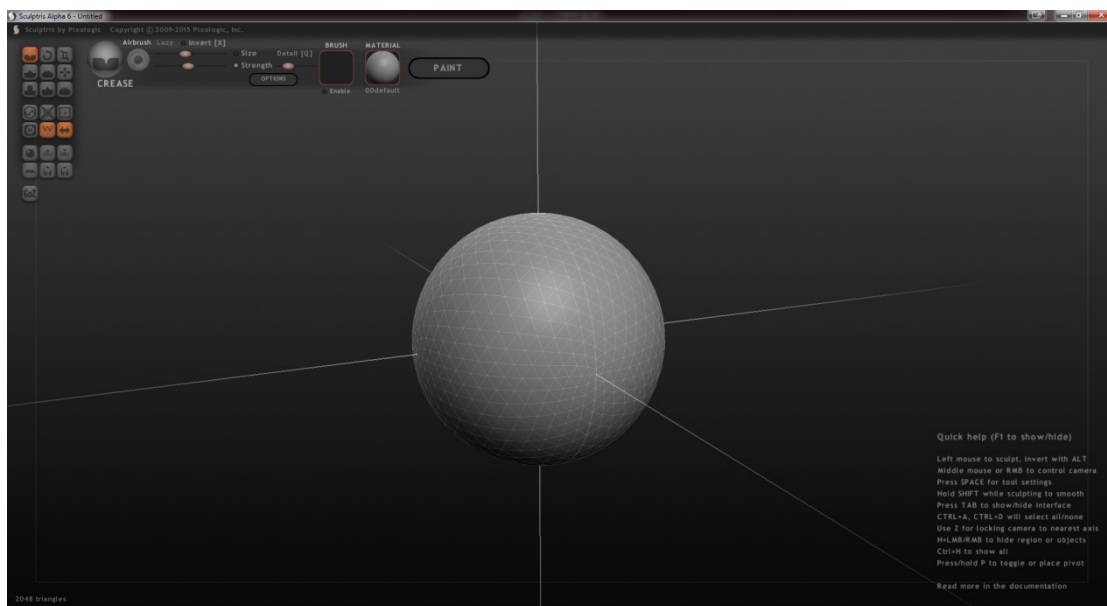 Sculptris Alpha 6 - Untitled
Sculptris by Pixologic Copyright (c) 2009-2015 Pixologic, Inc.
Airbrush Lazy Invert [X]
BRUSH
MATERIAL
Size Detail [Q]
Strength
PAINT
OPTIONS
CREASE
Enable
00default
Quick help (F1 to show/hide)
Left mouse to sculpt, invert with ALT
Middle mouse or RMB to control camera
Press SPACE for tool settings
Hold SHIFT while sculpting to smooth
Press TAB to show/hide interface
CTRL+A, CTRL+D will select all/none
Use Z for locking camera to nearest axis
H+LMB/RMB to hide region or objects
Ctrl+H to show all
Press/hold P to toggle or place pivot
Read more in the documentation
2048 triangles